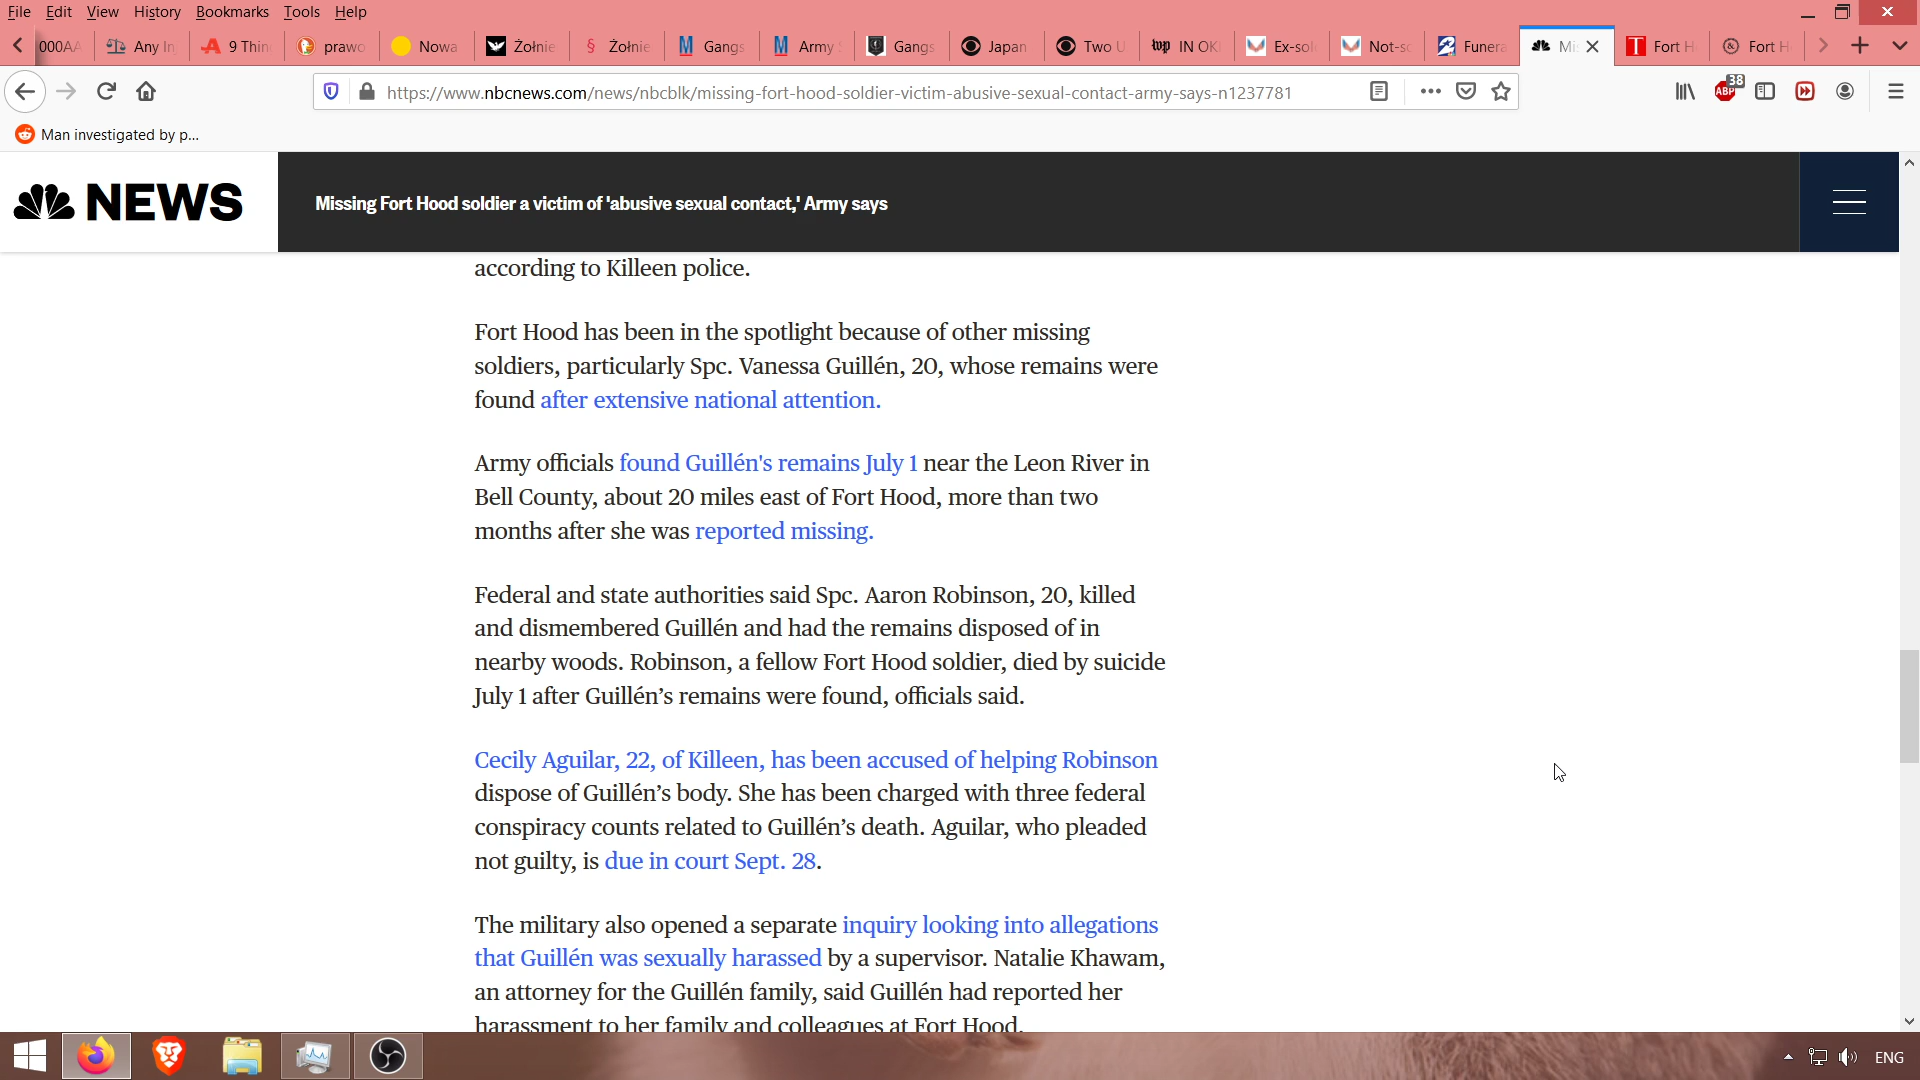 File Edit View History Bookmarks Tools Help
000AA Any In 9 Thin prawo Nowa Żołnie Żołnie Gangs Army Gangs Japan Two U IN OK Ex-sol Not-so Funera Mi Fort H Fort H
https://www.nbcnews.com/news/nbcblk/missing-fort-hood-soldier-victim-abusive-sexual-contact-army-says-n1237781
ABP 38
Man investigated by p...
NEWS
Missing Fort Hood soldier a victim of 'abusive sexual contact,' Army says
according to Killeen police.
Fort Hood has been in the spotlight because of other missing
soldiers, particularly Spc. Vanessa Guillén, 20, whose remains were
found after extensive national attention.
Army officials found Guillén's remains July 1 near the Leon River in
Bell County, about 20 miles east of Fort Hood, more than two
months after she was reported missing.
Federal and state authorities said Spc. Aaron Robinson, 20, killed
and dismembered Guillén and had the remains disposed of in
nearby woods. Robinson, a fellow Fort Hood soldier, died by suicide
July 1 after Guillén’s remains were found, officials said.
Cecily Aguilar, 22, of Killeen, has been accused of helping Robinson
dispose of Guillén’s body. She has been charged with three federal
conspiracy counts related to Guillén’s death. Aguilar, who pleaded
not guilty, is due in court Sept. 28.
The military also opened a separate inquiry looking into allegations
that Guillén was sexually harassed by a supervisor. Natalie Khawam,
an attorney for the Guillén family, said Guillén had reported her
harassment to her family and colleagues at Fort Hood.
ENG